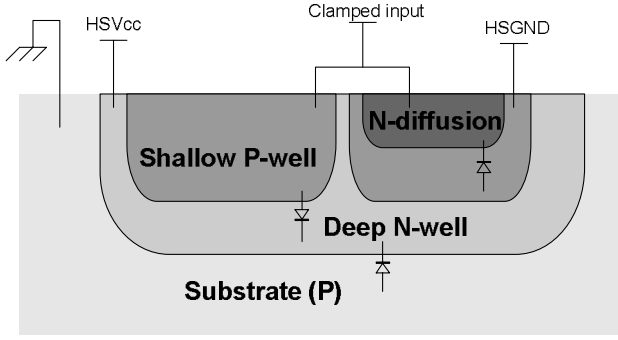 HSVcc
Clamped input
HSGND
N-diffusion
Shallow P-well
Deep N-well
Substrate (P)